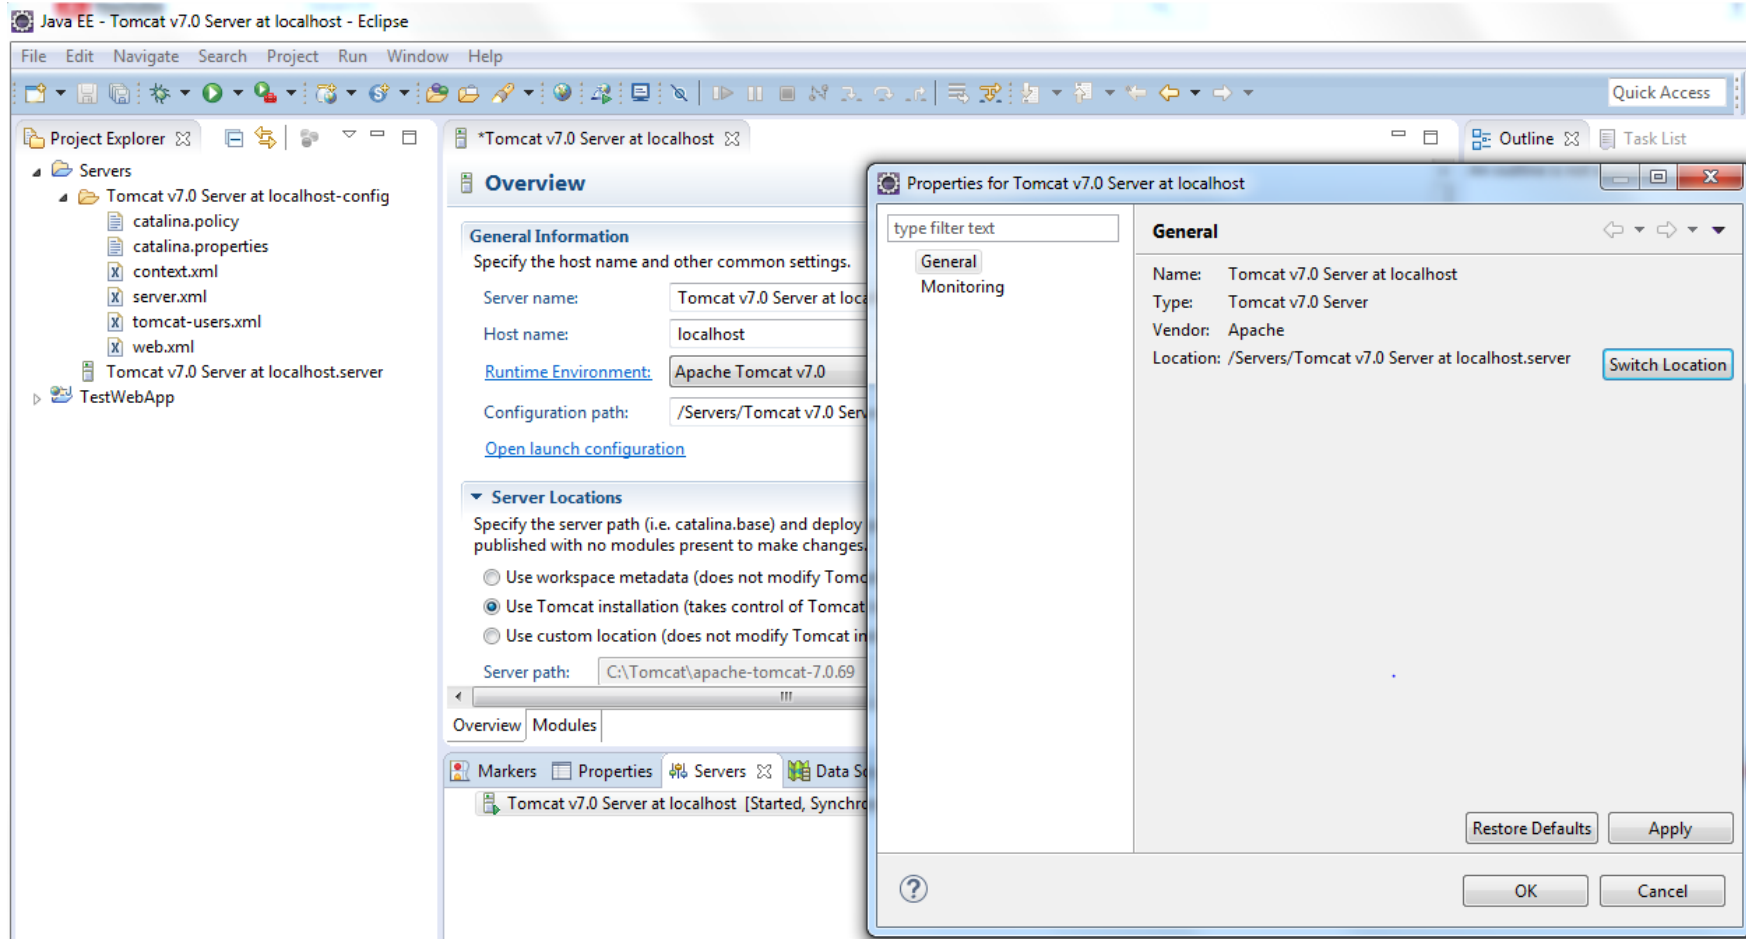 Java EE - Tomcat v7.0 Server at localhost - Eclipse
File Edit Navigate Search Project Run Window Help
Quick Access
Project Explorer
Servers
Tomcat v7.0 Server at localhost-config
catalina.policy
catalina.properties
context.xml
server.xml
tomcat-users.xml
web.xml
Tomcat v7.0 Server at localhost.server
TestWebApp
*Tomcat v7.0 Server at localhost
Overview
General Information
Specify the host name and other common settings.
Server name: Tomcat v7.0 Server at loca
Host name: localhost
Runtime Environment: Apache Tomcat v7.0
Configuration path: /Servers/Tomcat v7.0 Serv
Open launch configuration
Server Locations
Specify the server path (i.e. catalina.base) and deploy
published with no modules present to make changes.
Use workspace metadata (does not modify Tomc
Use Tomcat installation (takes control of Tomcat
Use custom location (does not modify Tomcat in
Server path: C:\Tomcat\apache-tomcat-7.0.69
Overview Modules
Markers Properties Servers Data So
Tomcat v7.0 Server at localhost [Started, Synchro
Outline Task List
Properties for Tomcat v7.0 Server at localhost
type filter text
General
Monitoring
General
Name: Tomcat v7.0 Server at localhost
Type: Tomcat v7.0 Server
Vendor: Apache
Location: /Servers/Tomcat v7.0 Server at localhost.server
Switch Location
Restore Defaults Apply
OK Cancel